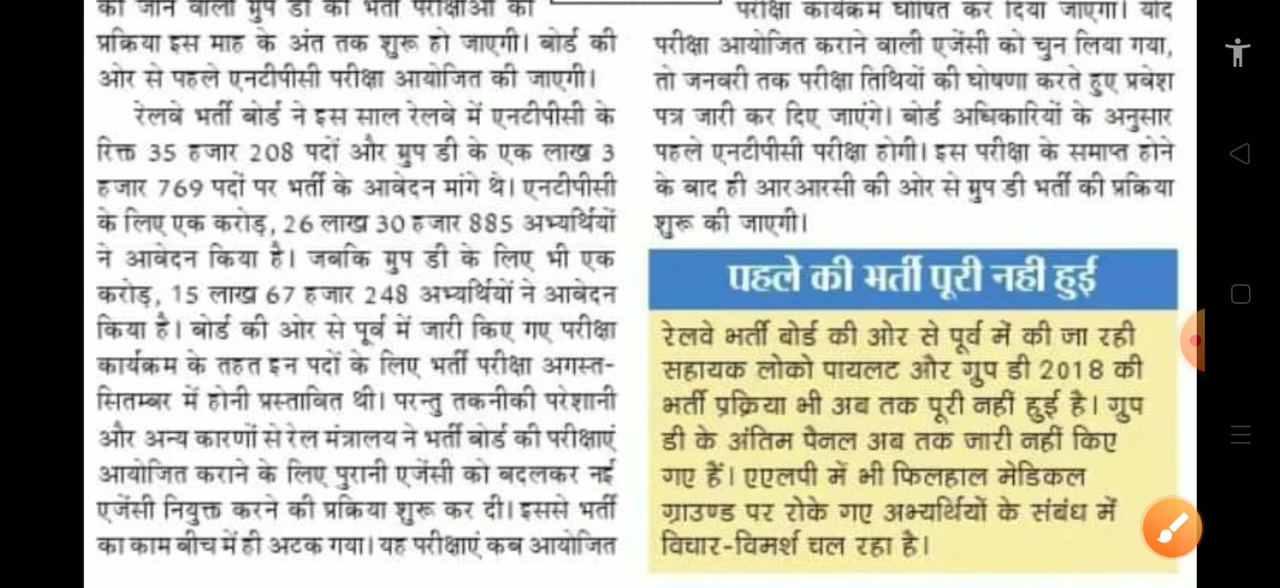 की जाने वाली ग्रुप डी की भर्ती परीक्षाओं की
प्रक्रिया इस माह के अंत तक शुरू हो जाएगी। बोर्ड की
ओर से पहले एनटीपीसी परीक्षा आयोजित की जाएगी।
रेलवे भर्ती बोर्ड ने इस साल रेलवे में एनटीपीसी के
रिक्त 35 हजार 208 पदों और ग्रुप डी के एक लाख 3
हजार 769 पदों पर भर्ती के आवेदन मांगे थे। एनटीपीसी
के लिए एक करोड़, 26 लाख 30 हजार 885 अभ्यर्थियों
ने आवेदन किया है। जबकि ग्रुप डी के लिए भी एक
करोड़, 15 लाख 67 हजार 248 अभ्यर्थियों ने आवेदन
किया है। बोर्ड की ओर से पूर्व में जारी किए गए परीक्षा
कार्यक्रम के तहत इन पदों के लिए भर्ती परीक्षा अगस्त-
सितम्बर में होनी प्रस्तावित थी। परन्तु तकनीकी परेशानी
और अन्य कारणों से रेल मंत्रालय ने भर्ती बोर्ड की परीक्षाएं
आयोजित कराने के लिए पुरानी एजेंसी को बदलकर नई
एजेंसी नियुक्त करने की प्रक्रिया शुरू कर दी। इससे भर्ती
का काम बीच में ही अटक गया। यह परीक्षाएं कब आयोजित
परीक्षा कार्यक्रम घोषित कर दिया जाएगा। यदि
परीक्षा आयोजित कराने वाली एजेंसी को चुन लिया गया,
तो जनवरी तक परीक्षा तिथियों की घोषणा करते हुए प्रवेश
पत्र जारी कर दिए जाएंगे। बोर्ड अधिकारियों के अनुसार
पहले एनटीपीसी परीक्षा होगी। इस परीक्षा के समाप्त होने
के बाद ही आरआरसी की ओर से ग्रुप डी भर्ती की प्रक्रिया
शुरू की जाएगी।
पहले की भर्ती पूरी नही हुई
रेलवे भर्ती बोर्ड की ओर से पूर्व में की जा रही
सहायक लोको पायलट और ग्रुप डी 2018 की
भर्ती प्रक्रिया भी अब तक पूरी नहीं हुई है। ग्रुप
डी के अंतिम पैनल अब तक जारी नहीं किए
गए हैं। एएलपी में भी फिलहाल मेडिकल
ग्राउण्ड पर रोके गए अभ्यर्थियों के संबंध में
विचार-विमर्श चल रहा है।